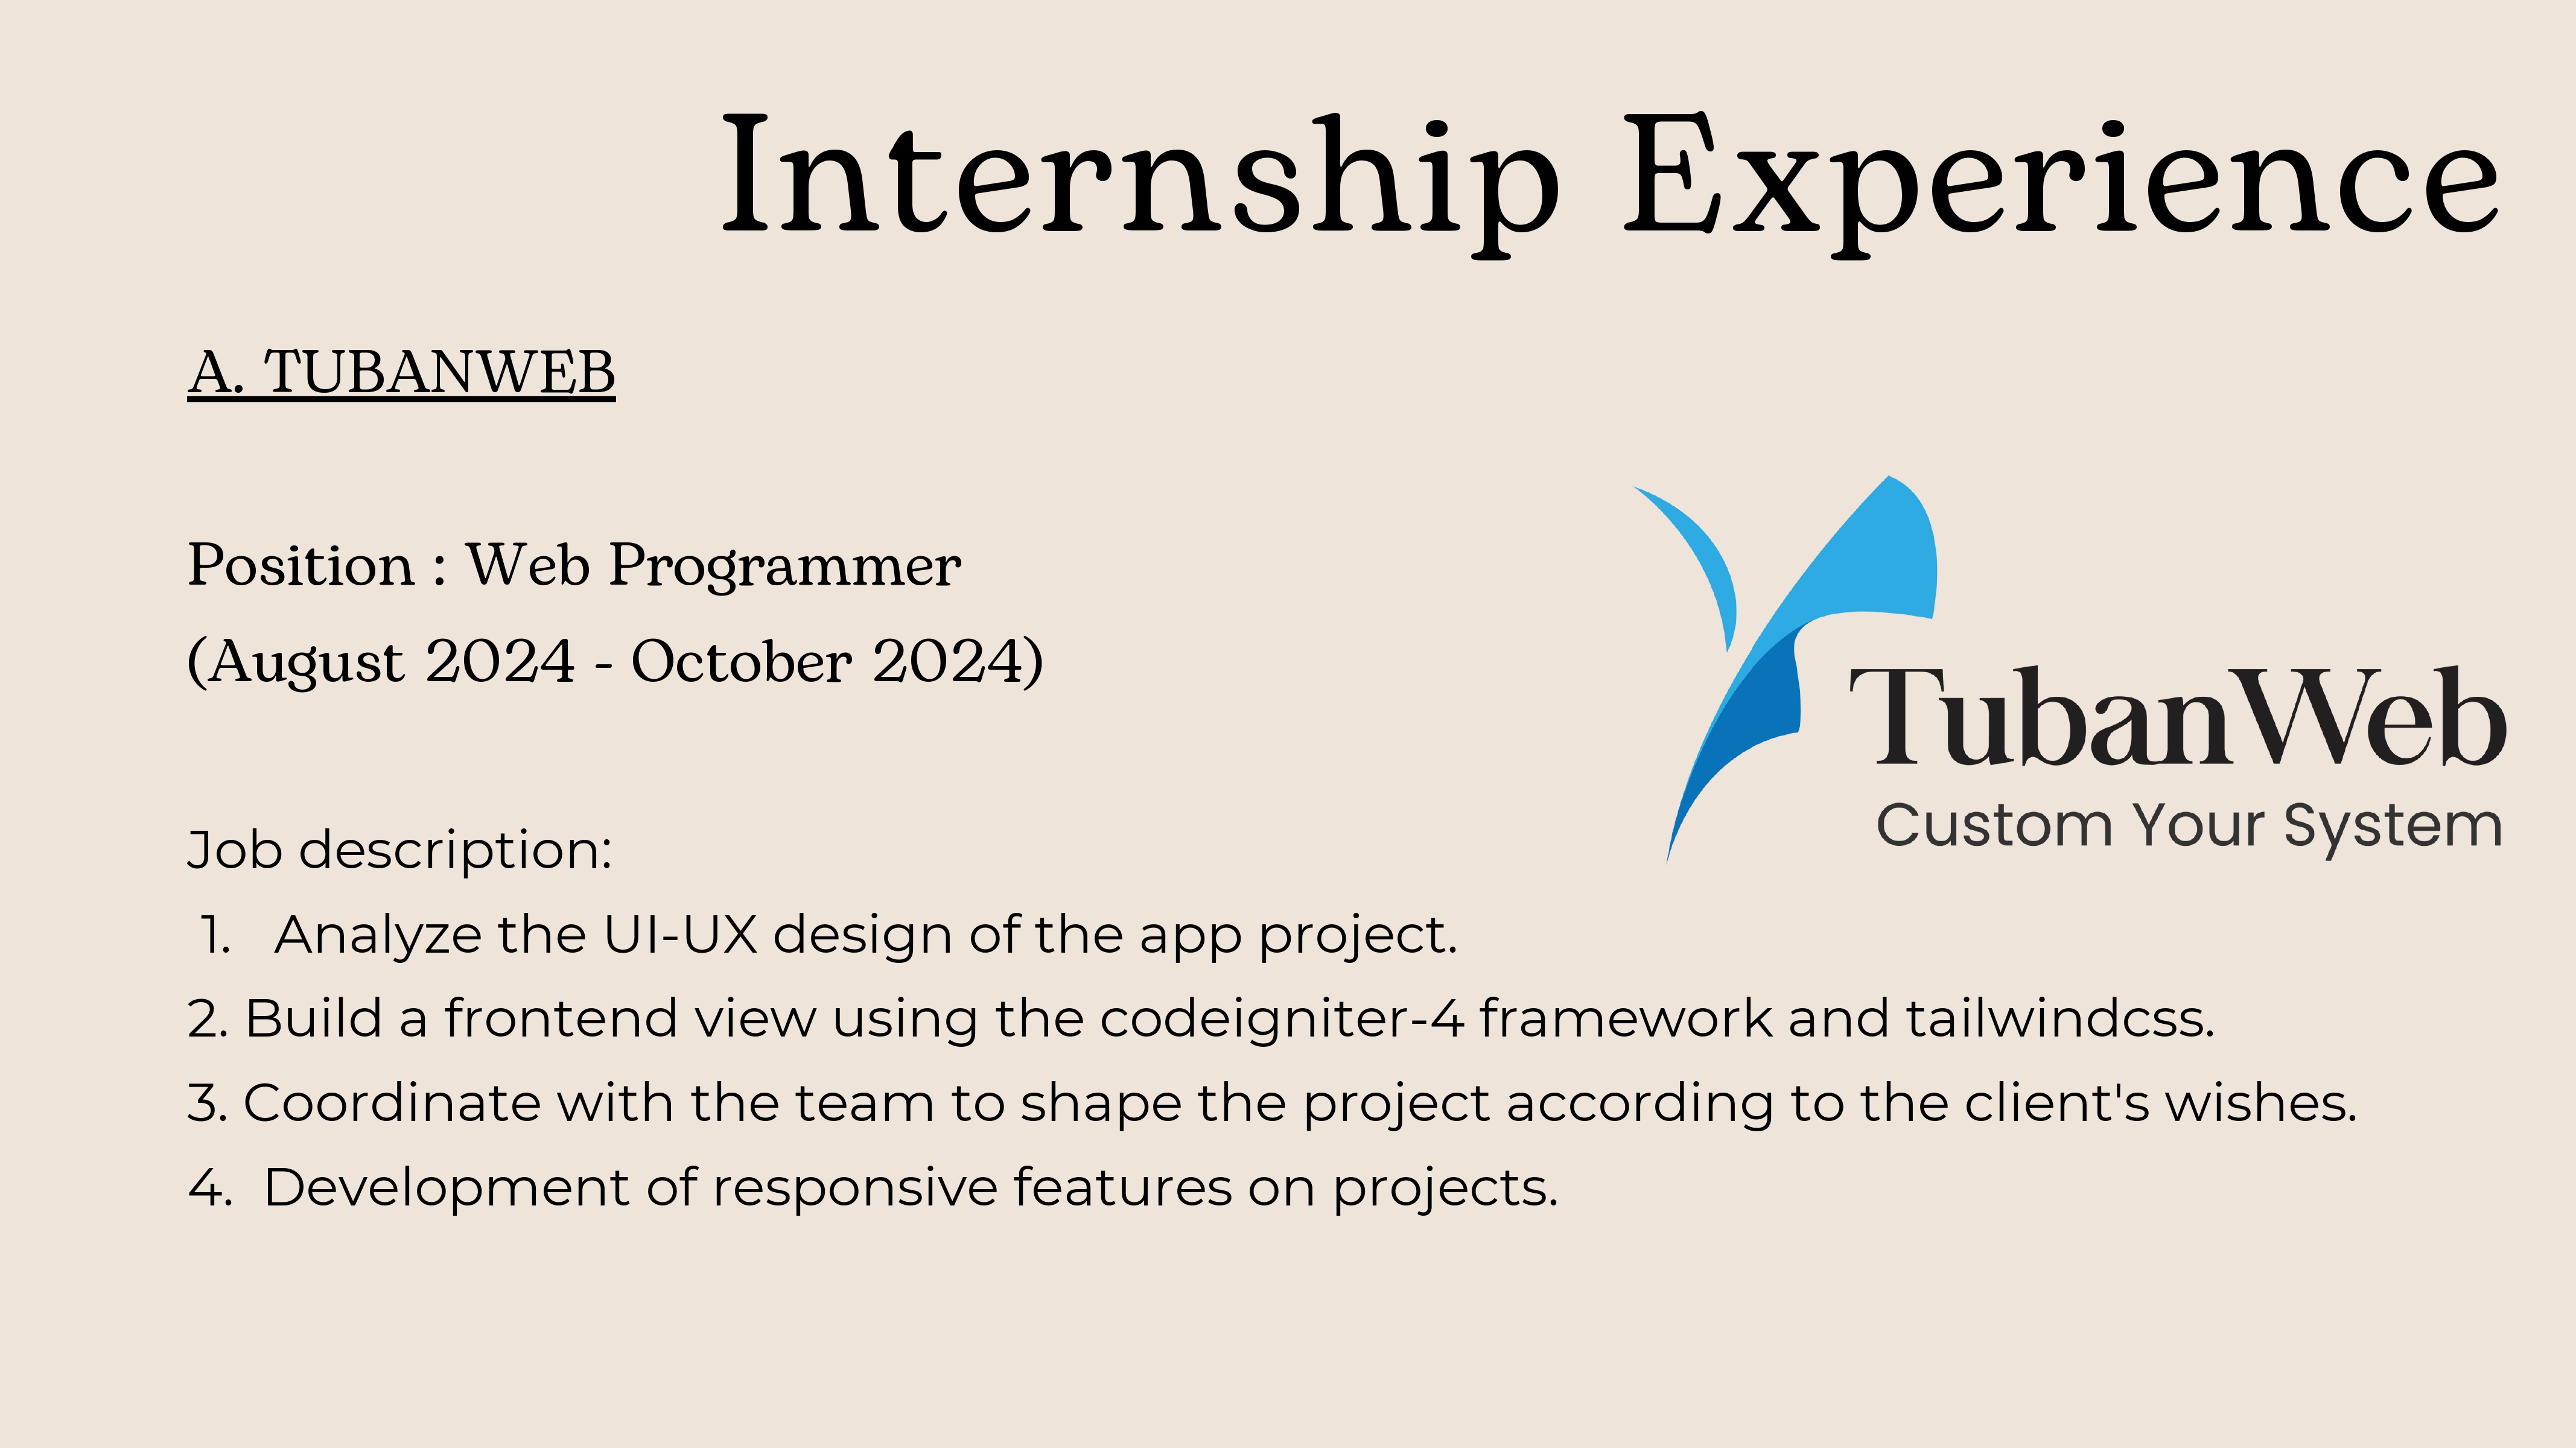 Internship Experience
A. TUBANWEB
Position : Web Programmer
(August 2024 - October 2024)
TubanWeb
Custom Your System
Job description:
1. Analyze the UI-UX design of the app project.
2. Build a frontend view using the codeigniter-4 framework and tailwindcss.
3. Coordinate with the team to shape the project according to the client's wishes.
4. Development of responsive features on projects.